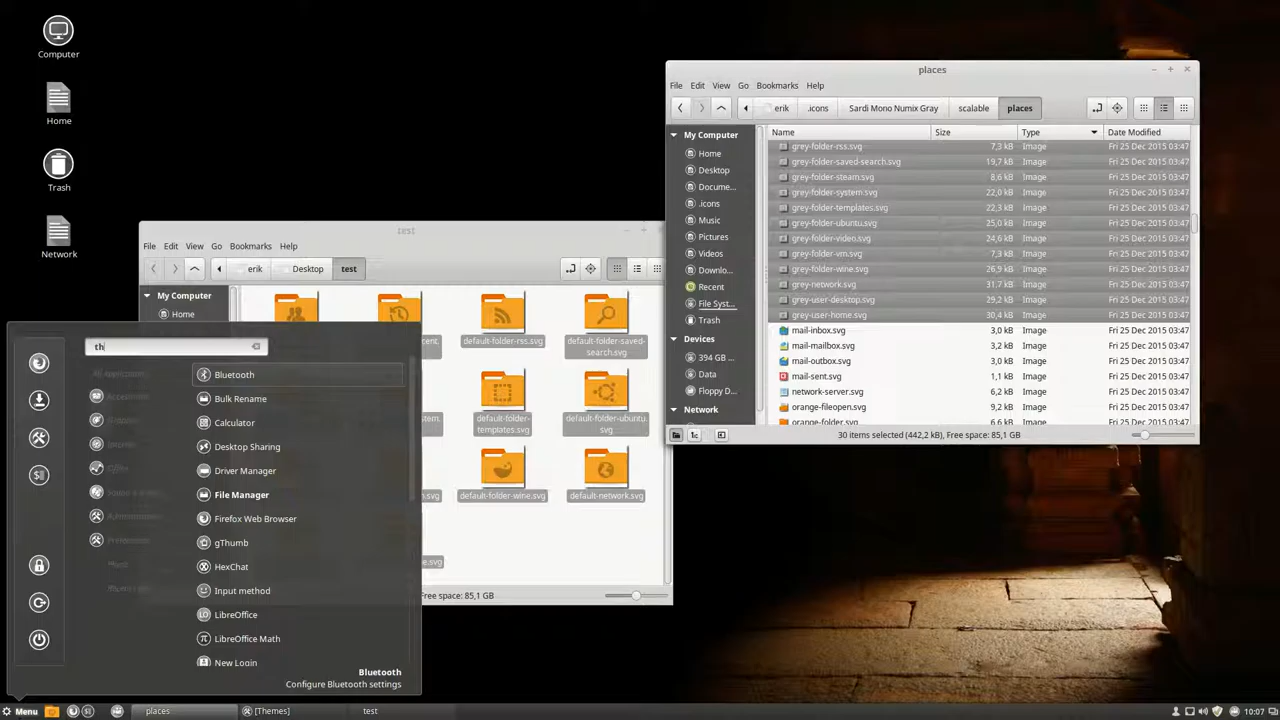 Computer
Home
Trash
Network
places
File Edit View Go Bookmarks Help
erik .icons Sardi Mono Numix Gray scalable places
My Computer
Home
Desktop
Docume...
.icons
Music
Pictures
Videos
Downlo...
Recent
File Syst...
Trash
Devices
394 GB ...
Data
Floppy D...
Network
Name Size Type Date Modified
grey-folder-rss.svg 7,3 kB Image Fri 25 Dec 2015 03:47
grey-folder-saved-search.svg 19,7 kB Image Fri 25 Dec 2015 03:47
grey-folder-steam.svg 8,6 kB Image Fri 25 Dec 2015 03:47
grey-folder-system.svg 22,0 kB Image Fri 25 Dec 2015 03:47
grey-folder-templates.svg 22,3 kB Image Fri 25 Dec 2015 03:47
grey-folder-ubuntu.svg 25,0 kB Image Fri 25 Dec 2015 03:47
grey-folder-video.svg 24,6 kB Image Fri 25 Dec 2015 03:47
grey-folder-vm.svg 7,3 kB Image Fri 25 Dec 2015 03:47
grey-folder-wine.svg 26,9 kB Image Fri 25 Dec 2015 03:47
grey-network.svg 31,7 kB Image Fri 25 Dec 2015 03:47
grey-user-desktop.svg 29,2 kB Image Fri 25 Dec 2015 03:47
grey-user-home.svg 30,4 kB Image Fri 25 Dec 2015 03:47
mail-inbox.svg 3,0 kB Image Fri 25 Dec 2015 03:47
mail-mailbox.svg 3,2 kB Image Fri 25 Dec 2015 03:47
mail-outbox.svg 3,0 kB Image Fri 25 Dec 2015 03:47
mail-sent.svg 1,1 kB Image Fri 25 Dec 2015 03:47
network-server.svg 6,2 kB Image Fri 25 Dec 2015 03:47
orange-fileopen.svg 9,2 kB Image Fri 25 Dec 2015 03:47
orange-folder.svg 8,1 kB Image Fri 25 Dec 2015 03:47
30 items selected (442,2 kB), Free space: 85,1 GB
test
File Edit View Go Bookmarks Help
erik Desktop test
My Computer
Home
default-folder-rss.svg
default-folder-saved-
search.svg
default-folder-
templates.svg
default-folder-ubuntu.
svg
default-folder-wine.svg
default-network.svg
Free space: 85,1 GB
th
Bluetooth
Bulk Rename
Calculator
Desktop Sharing
Driver Manager
File Manager
Firefox Web Browser
gThumb
HexChat
Input method
LibreOffice
LibreOffice Math
New Login
Bluetooth
Configure Bluetooth settings
Menu places [Themes] test 10:07